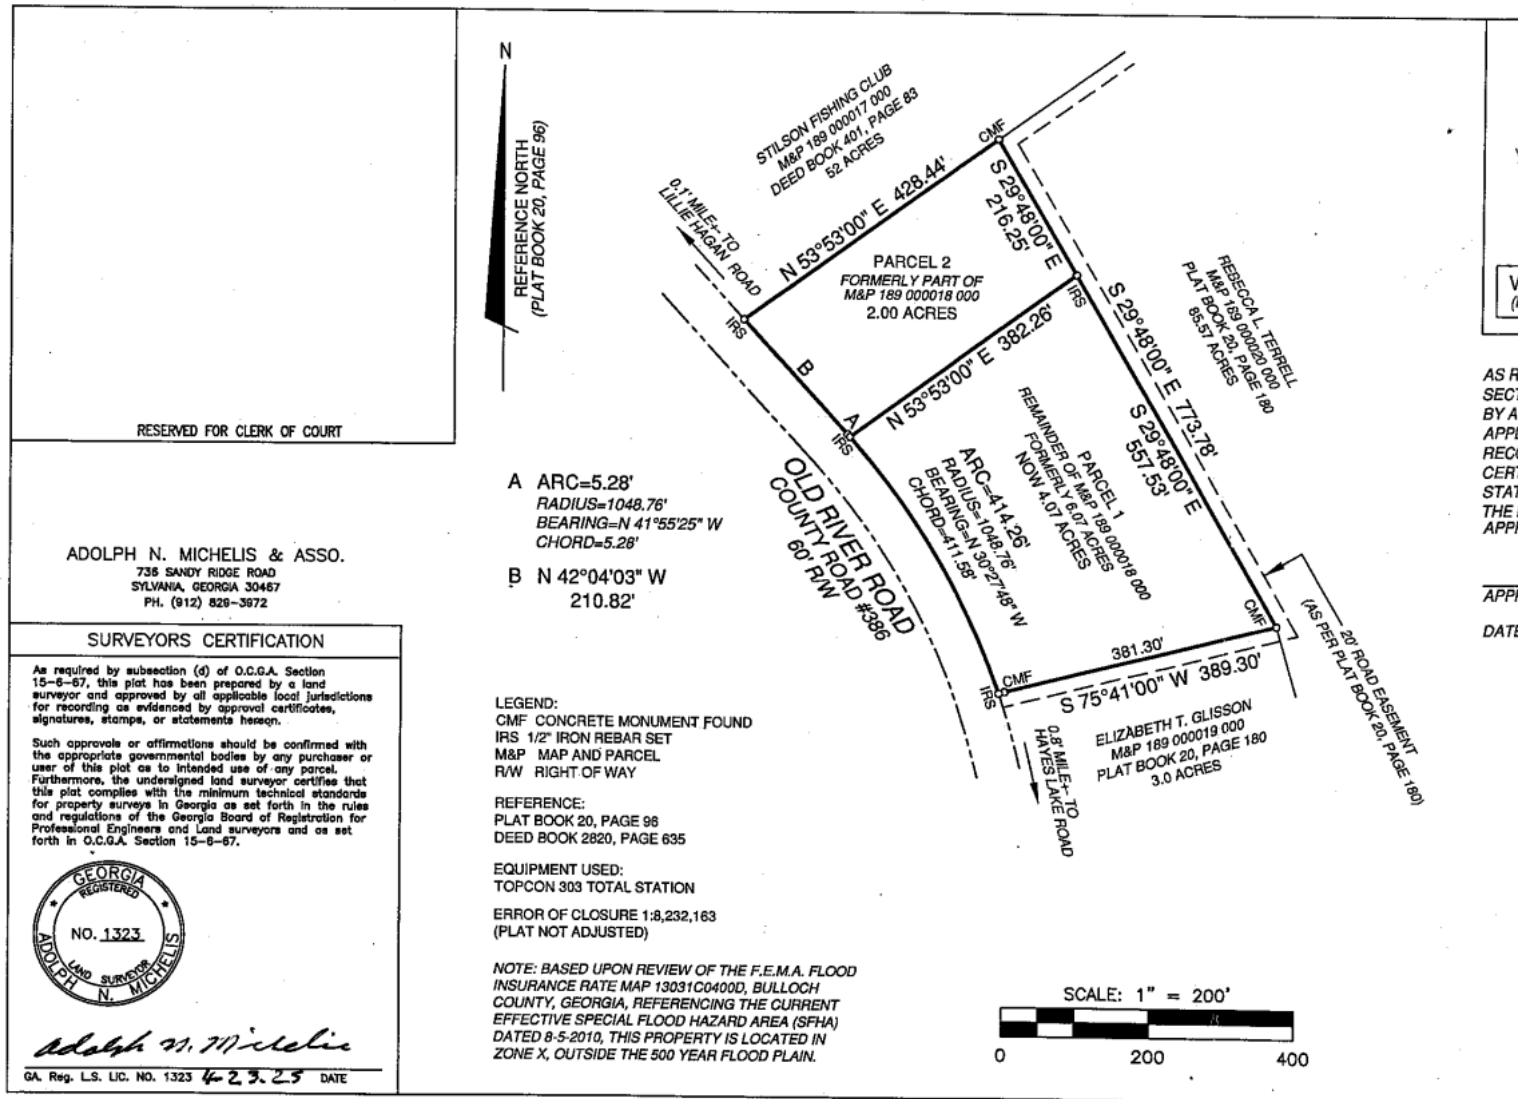 RESERVED FOR CLERK OF COURT
ADOLPH N. MICHELIS & ASSO.
736 SANDY RIDGE ROAD
SYLVANIA, GEORGIA 30467
PH. (912) 829-3972
SURVEYORS CERTIFICATION
As required by subsection (d) of O.C.G.A. Section
15-6-67, this plat has been prepared by a land
surveyor and approved by all applicable local jurisdictions
for recording as evidenced by approval certificates,
signatures, stamps, or statements hereon.
Such approvals or affirmations should be confirmed with
the appropriate governmental bodies by any purchaser or
user of this plot as to intended use of any parcel.
Furthermore, the undersigned land surveyor certifies that
this plat complies with the minimum technical standards
for property surveys in Georgia as set forth in the rules
and regulations of the Georgia Board of Registration for
Professional Engineers and Land surveyors and as set
forth in O.C.G.A. Section 15-6-67.
GEORGIA
REGISTERED
NO. 1323
LAND SURVEYOR
ADOLPH N. MICHELIS
Adolph N. Michelis
GA. Reg. L.S. LIC. NO. 1323 4-23-25 DATE
N
REFERENCE NORTH
(PLAT BOOK 20, PAGE 96)
STILSON FISHING CLUB
M&P 189 000017 000
DEED BOOK 401, PAGE 83
52 ACRES
0.1' MILE+- TO
LILLIE HAGAN ROAD
N 53°53'00" E 428.44'
CMF
S 29°48'00" E
216.25'
PARCEL 2
FORMERLY PART OF
M&P 189 000018 000
2.00 ACRES
IRS
IRS
B
A
IRS
N 53°53'00" E 382.26'
S 29°48'00" E 773.78'
S 29°48'00" E
557.53'
REBECCA L. TERRELL
M&P 189 000020 000
PLAT BOOK 20, PAGE 180
85.57 ACRES
PARCEL 1
REMAINDER OF M&P 189 000018 000
FORMERLY 6.07 ACRES
NOW 4.07 ACRES
ARC=414.26'
RADIUS=1048.76'
BEARING=N 30°27'48" W
CHORD=411.58'
OLD RIVER ROAD
COUNTY ROAD #386
60' R/W
A ARC=5.28'
RADIUS=1048.76'
BEARING=N 41°55'25" W
CHORD=5.28'
B N 42°04'03" W
210.82'
CMF
381.30'
CMF
IRS
S 75°41'00" W 389.30'
20' ROAD EASEMENT
(AS PER PLAT BOOK 20, PAGE 180)
ELIZABETH T. GLISSON
M&P 189 000019 000
PLAT BOOK 20, PAGE 180
3.0 ACRES
0.8' MILE+- TO
HAYES LAKE ROAD
LEGEND:
CMF CONCRETE MONUMENT FOUND
IRS 1/2" IRON REBAR SET
M&P MAP AND PARCEL
R/W RIGHT OF WAY
REFERENCE:
PLAT BOOK 20, PAGE 96
DEED BOOK 2820, PAGE 635
EQUIPMENT USED:
TOPCON 303 TOTAL STATION
ERROR OF CLOSURE 1:8,232,163
(PLAT NOT ADJUSTED)
NOTE: BASED UPON REVIEW OF THE F.E.M.A. FLOOD
INSURANCE RATE MAP 13031C0400D, BULLOCH
COUNTY, GEORGIA, REFERENCING THE CURRENT
EFFECTIVE SPECIAL FLOOD HAZARD AREA (SFHA)
DATED 8-5-2010, THIS PROPERTY IS LOCATED IN
ZONE X, OUTSIDE THE 500 YEAR FLOOD PLAIN.
SCALE: 1" = 200'
0 200 400
AS R
SECT
BY A
APPL
RECO
CERT
STAT
THE
APPR
APPR
DATE